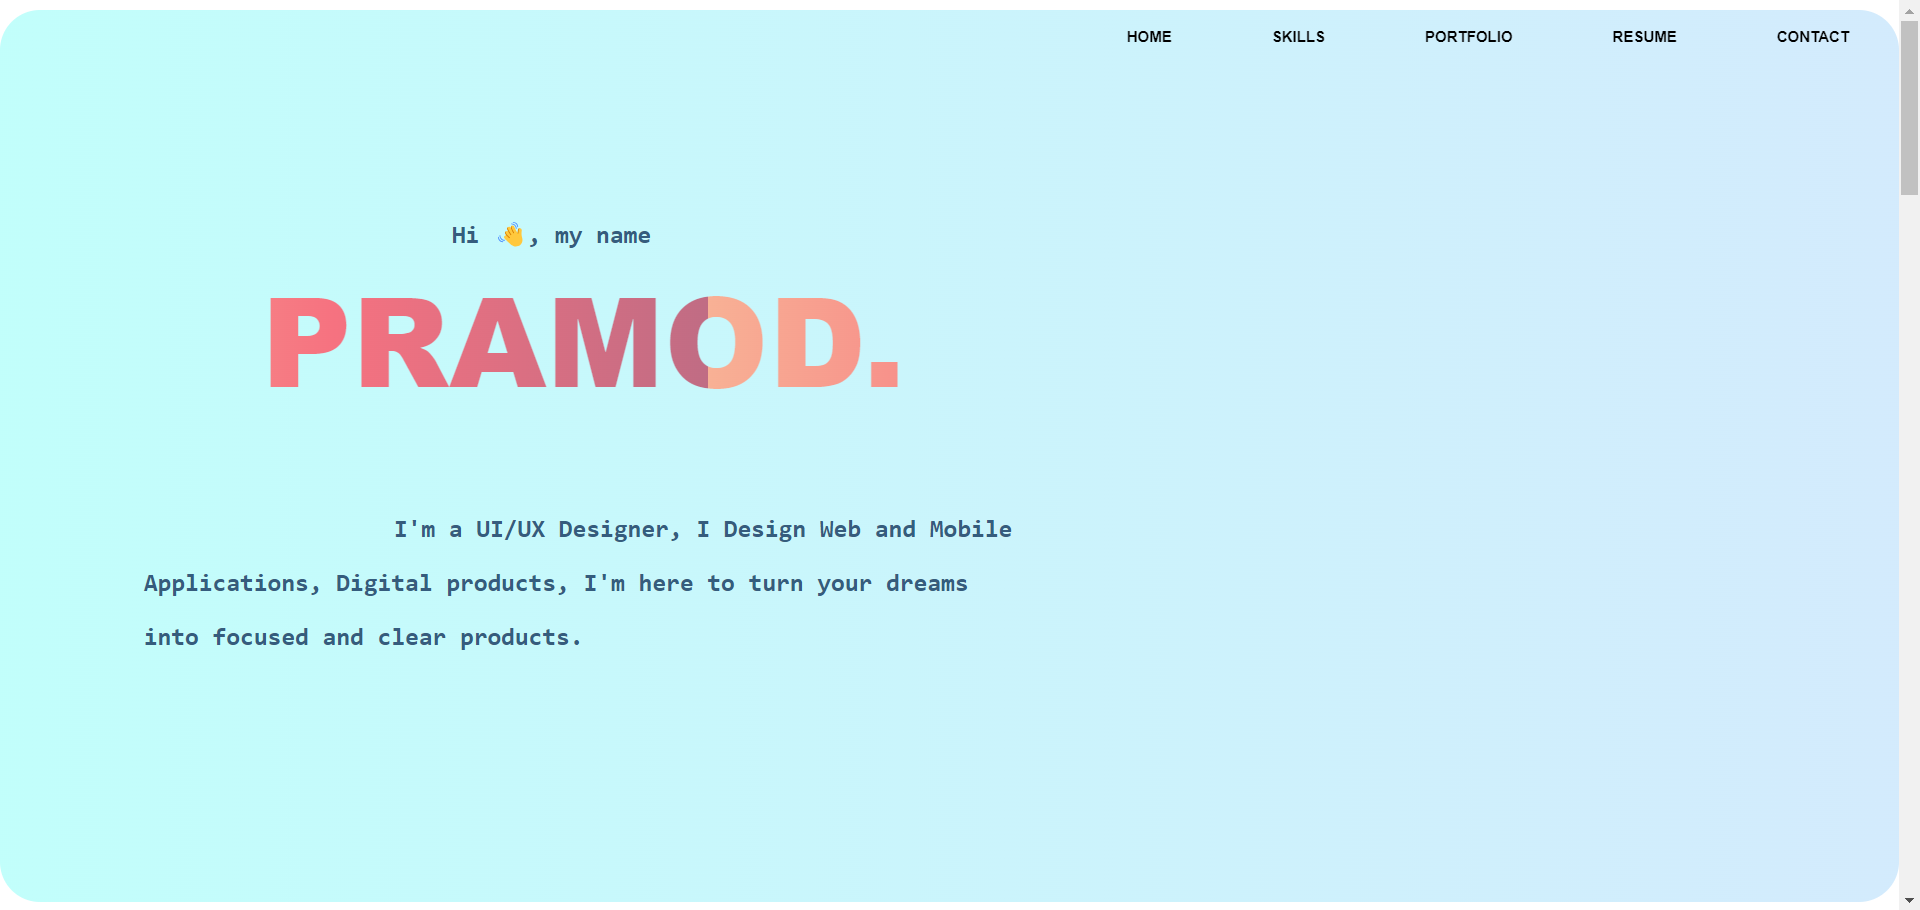 HOME SKILLS PORTFOLIO RESUME CONTACT
Hi 👋, my name
PRAMOD.
I'm a UI/UX Designer, I Design Web and Mobile
Applications, Digital products, I'm here to turn your dreams
into focused and clear products.